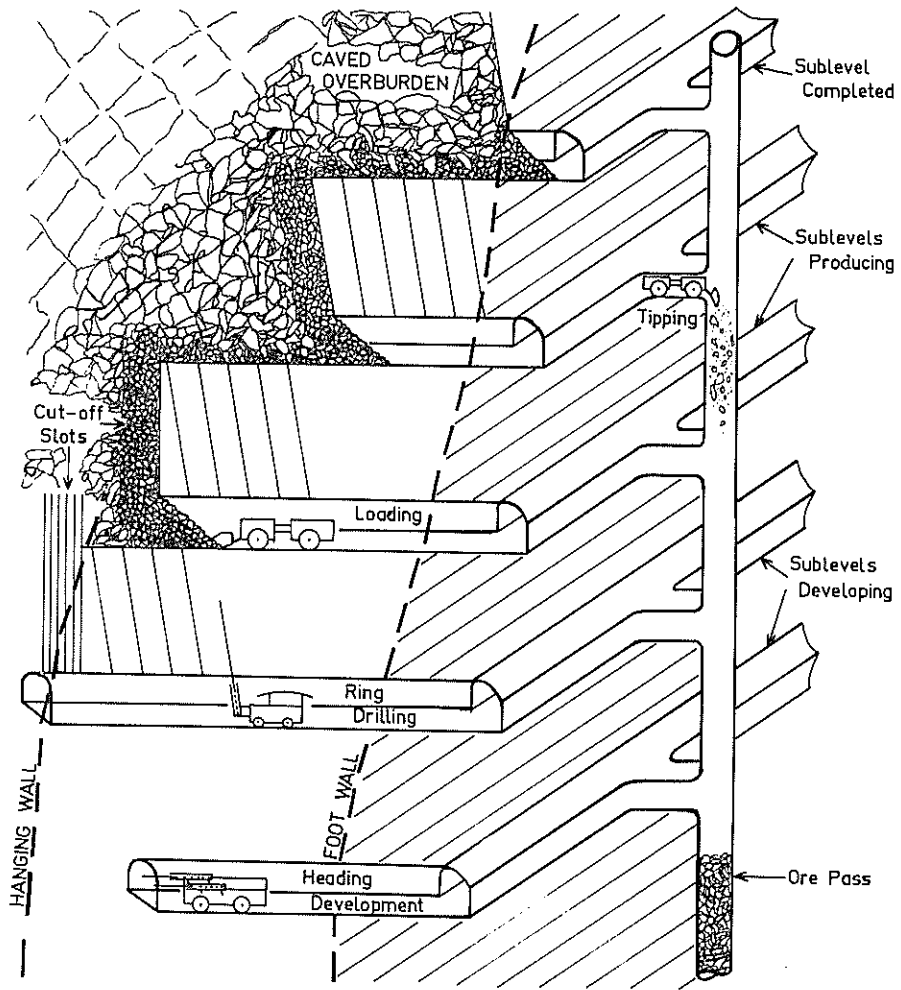 CAVED
OVERBURDEN
Sublevel
Completed
Sublevels
Producing
Tipping
Cut-off
Slots
Loading
Sublevels
Developing
Ring
Drilling
HANGING WALL
FOOT WALL
Heading
Development
Ore Pass